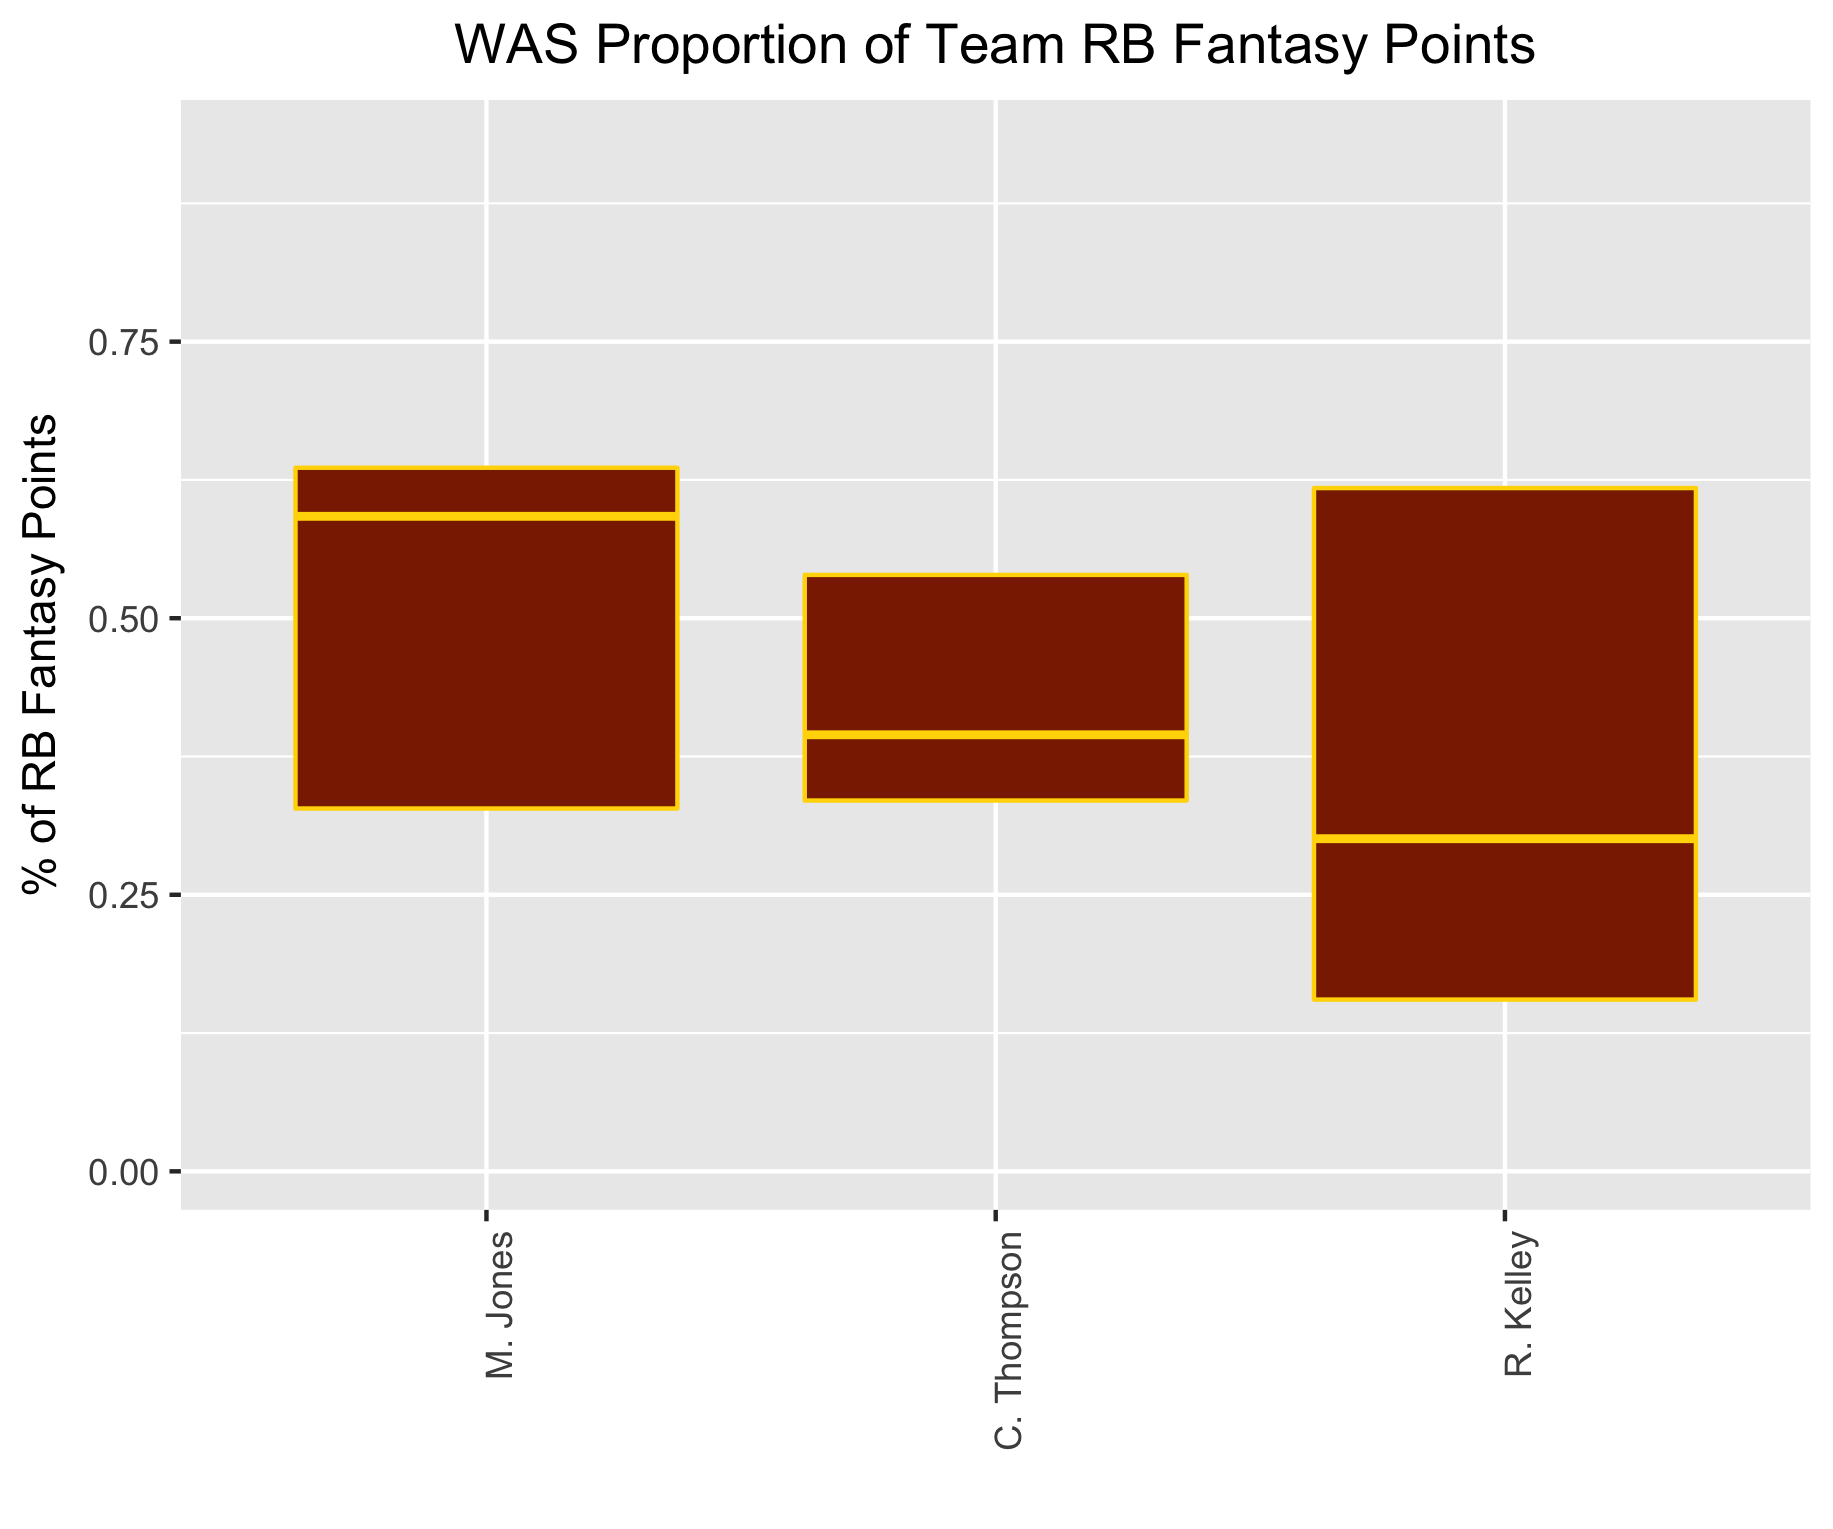 WAS Proportion of Team RB Fantasy Points
% of RB Fantasy Points
0.75
0.50
0.25
0.00
M. Jones
C. Thompson
R. Kelley